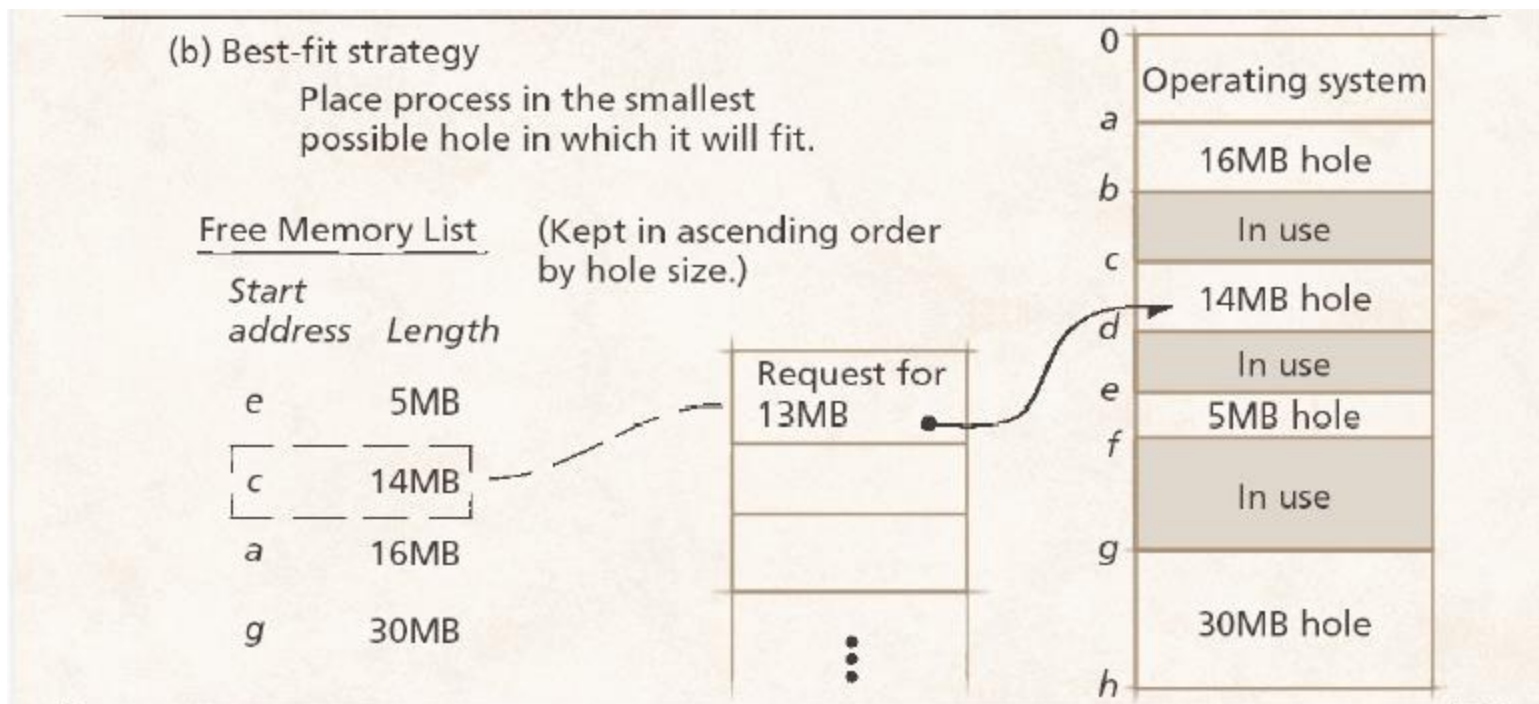 (b) Best-fit strategy
Place process in the smallest
possible hole in which it will fit.
Free Memory List
(Kept in ascending order
by hole size.)
Start
address Length
e 5MB
c 14MB
a 16MB
g 30MB
Request for
13MB
0
Operating system
a
16MB hole
b
In use
c
14MB hole
d
In use
e
5MB hole
f
In use
g
30MB hole
h